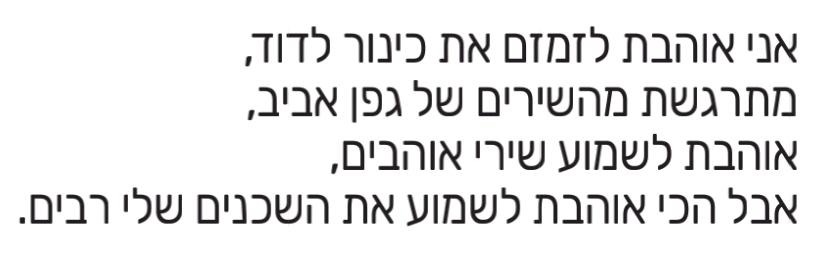 אני אוהבת לזמזם את כינור לדוד,
מתרגשת מהשירים של גפן אביב,
אוהבת לשמוע שירי אוהבים,
אבל הכי אוהבת לשמוע את השכנים שלי רבים.